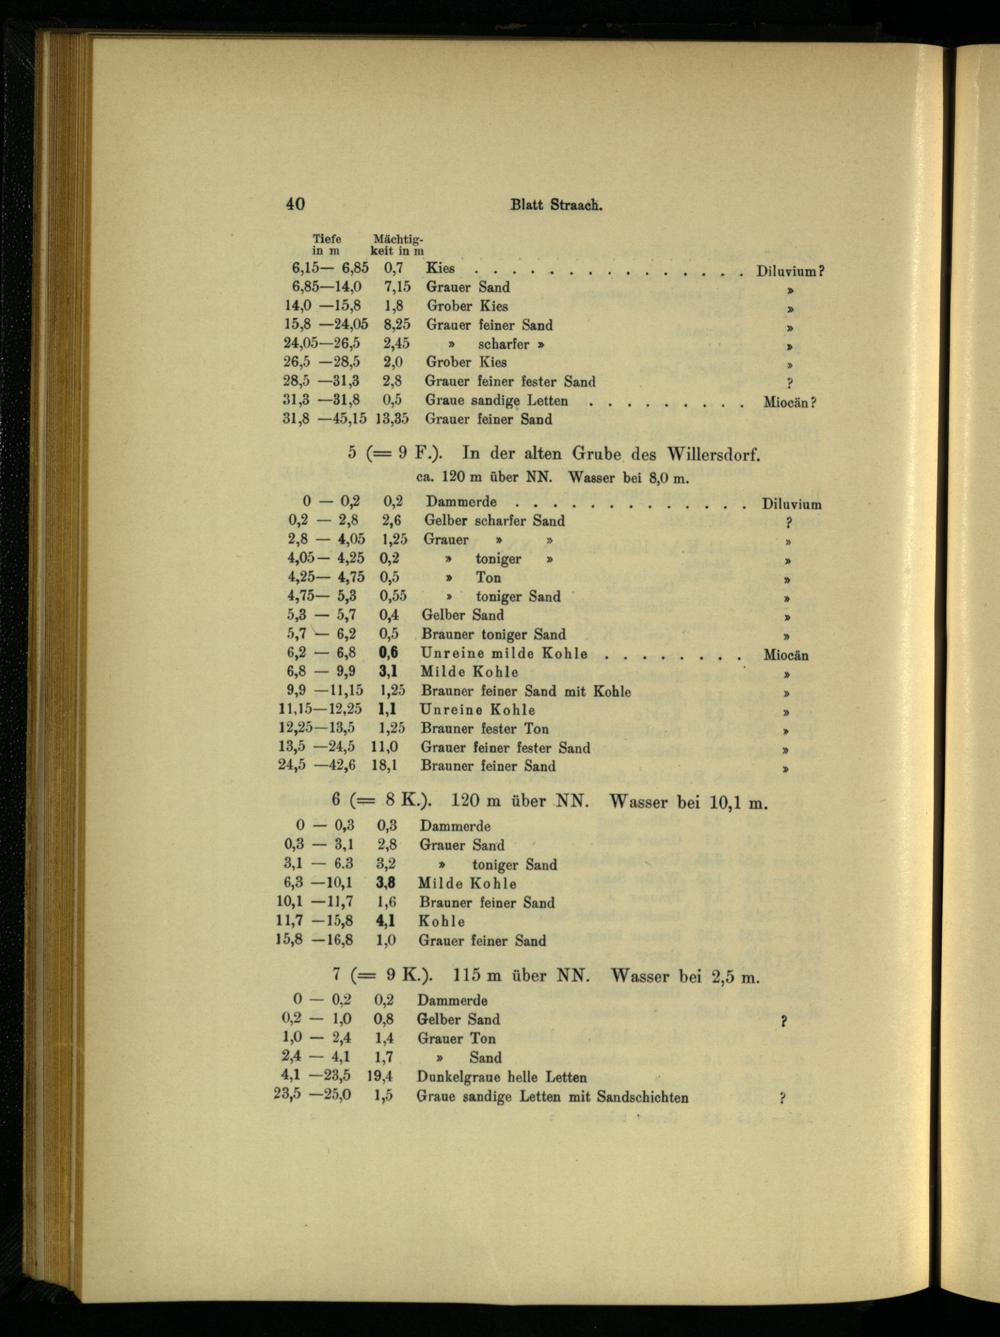 40 Blatt Straach.
Tiefe Mächtig-
in m keit in m
6,15— 6,85 0,7 Kies . . . . . . . . . . . . . . . Diluvium?
6,85—14,0 7,15 Grauer Sand »
14,0 —15,8 1,8 Grober Kies »
15,8 —24,05 8,25 Grauer feiner Sand »
24,05—26,5 2,45 » scharfer » »
26,5 —28,5 2,0 Grober Kies »
28,5 —31,3 2,8 Grauer feiner fester Sand ?
31,3 —31,8 0,5 Graue sandige Letten . . . . . . . . . Miocän?
31,8 —45,15 13,35 Grauer feiner Sand
5 (= 9 F.). In der alten Grube des Willersdorf.
ca. 120 m über NN. Wasser bei 8,0 m.
0 — 0,2 0,2 Dammerde . . . . . . . . . . . . . Diluvium
0,2 — 2,8 2,6 Gelber scharfer Sand ?
2,8 — 4,05 1,25 Grauer » » »
4,05— 4,25 0,2 » toniger » »
4,25— 4,75 0,5 » Ton »
4,75— 5,3 0,55 » toniger Sand »
5,3 — 5,7 0,4 Gelber Sand »
5,7 — 6,2 0,5 Brauner toniger Sand »
6,2 — 6,8 0,6 Unreine milde Kohle . . . . . . . . Miocän
6,8 — 9,9 3,1 Milde Kohle »
9,9 —11,15 1,25 Brauner feiner Sand mit Kohle »
11,15—12,25 1,1 Unreine Kohle »
12,25—13,5 1,25 Brauner fester Ton »
13,5 —24,5 11,0 Grauer feiner fester Sand »
24,5 —42,6 18,1 Brauner feiner Sand »
6 (= 8 K.). 120 m über NN. Wasser bei 10,1 m.
0 — 0,3 0,3 Dammerde
0,3 — 3,1 2,8 Grauer Sand
3,1 — 6.3 3,2 » toniger Sand
6,3 —10,1 3,8 Milde Kohle
10,1 —11,7 1,6 Brauner feiner Sand
11,7 —15,8 4,1 Kohle
15,8 —16,8 1,0 Grauer feiner Sand
7 (= 9 K.). 115 m über NN. Wasser bei 2,5 m.
0 — 0,2 0,2 Dammerde
0,2 — 1,0 0,8 Gelber Sand ?
1,0 — 2,4 1,4 Grauer Ton
2,4 — 4,1 1,7 » Sand
4,1 —23,5 19,4 Dunkelgraue helle Letten
23,5 —25,0 1,5 Graue sandige Letten mit Sandschichten ?